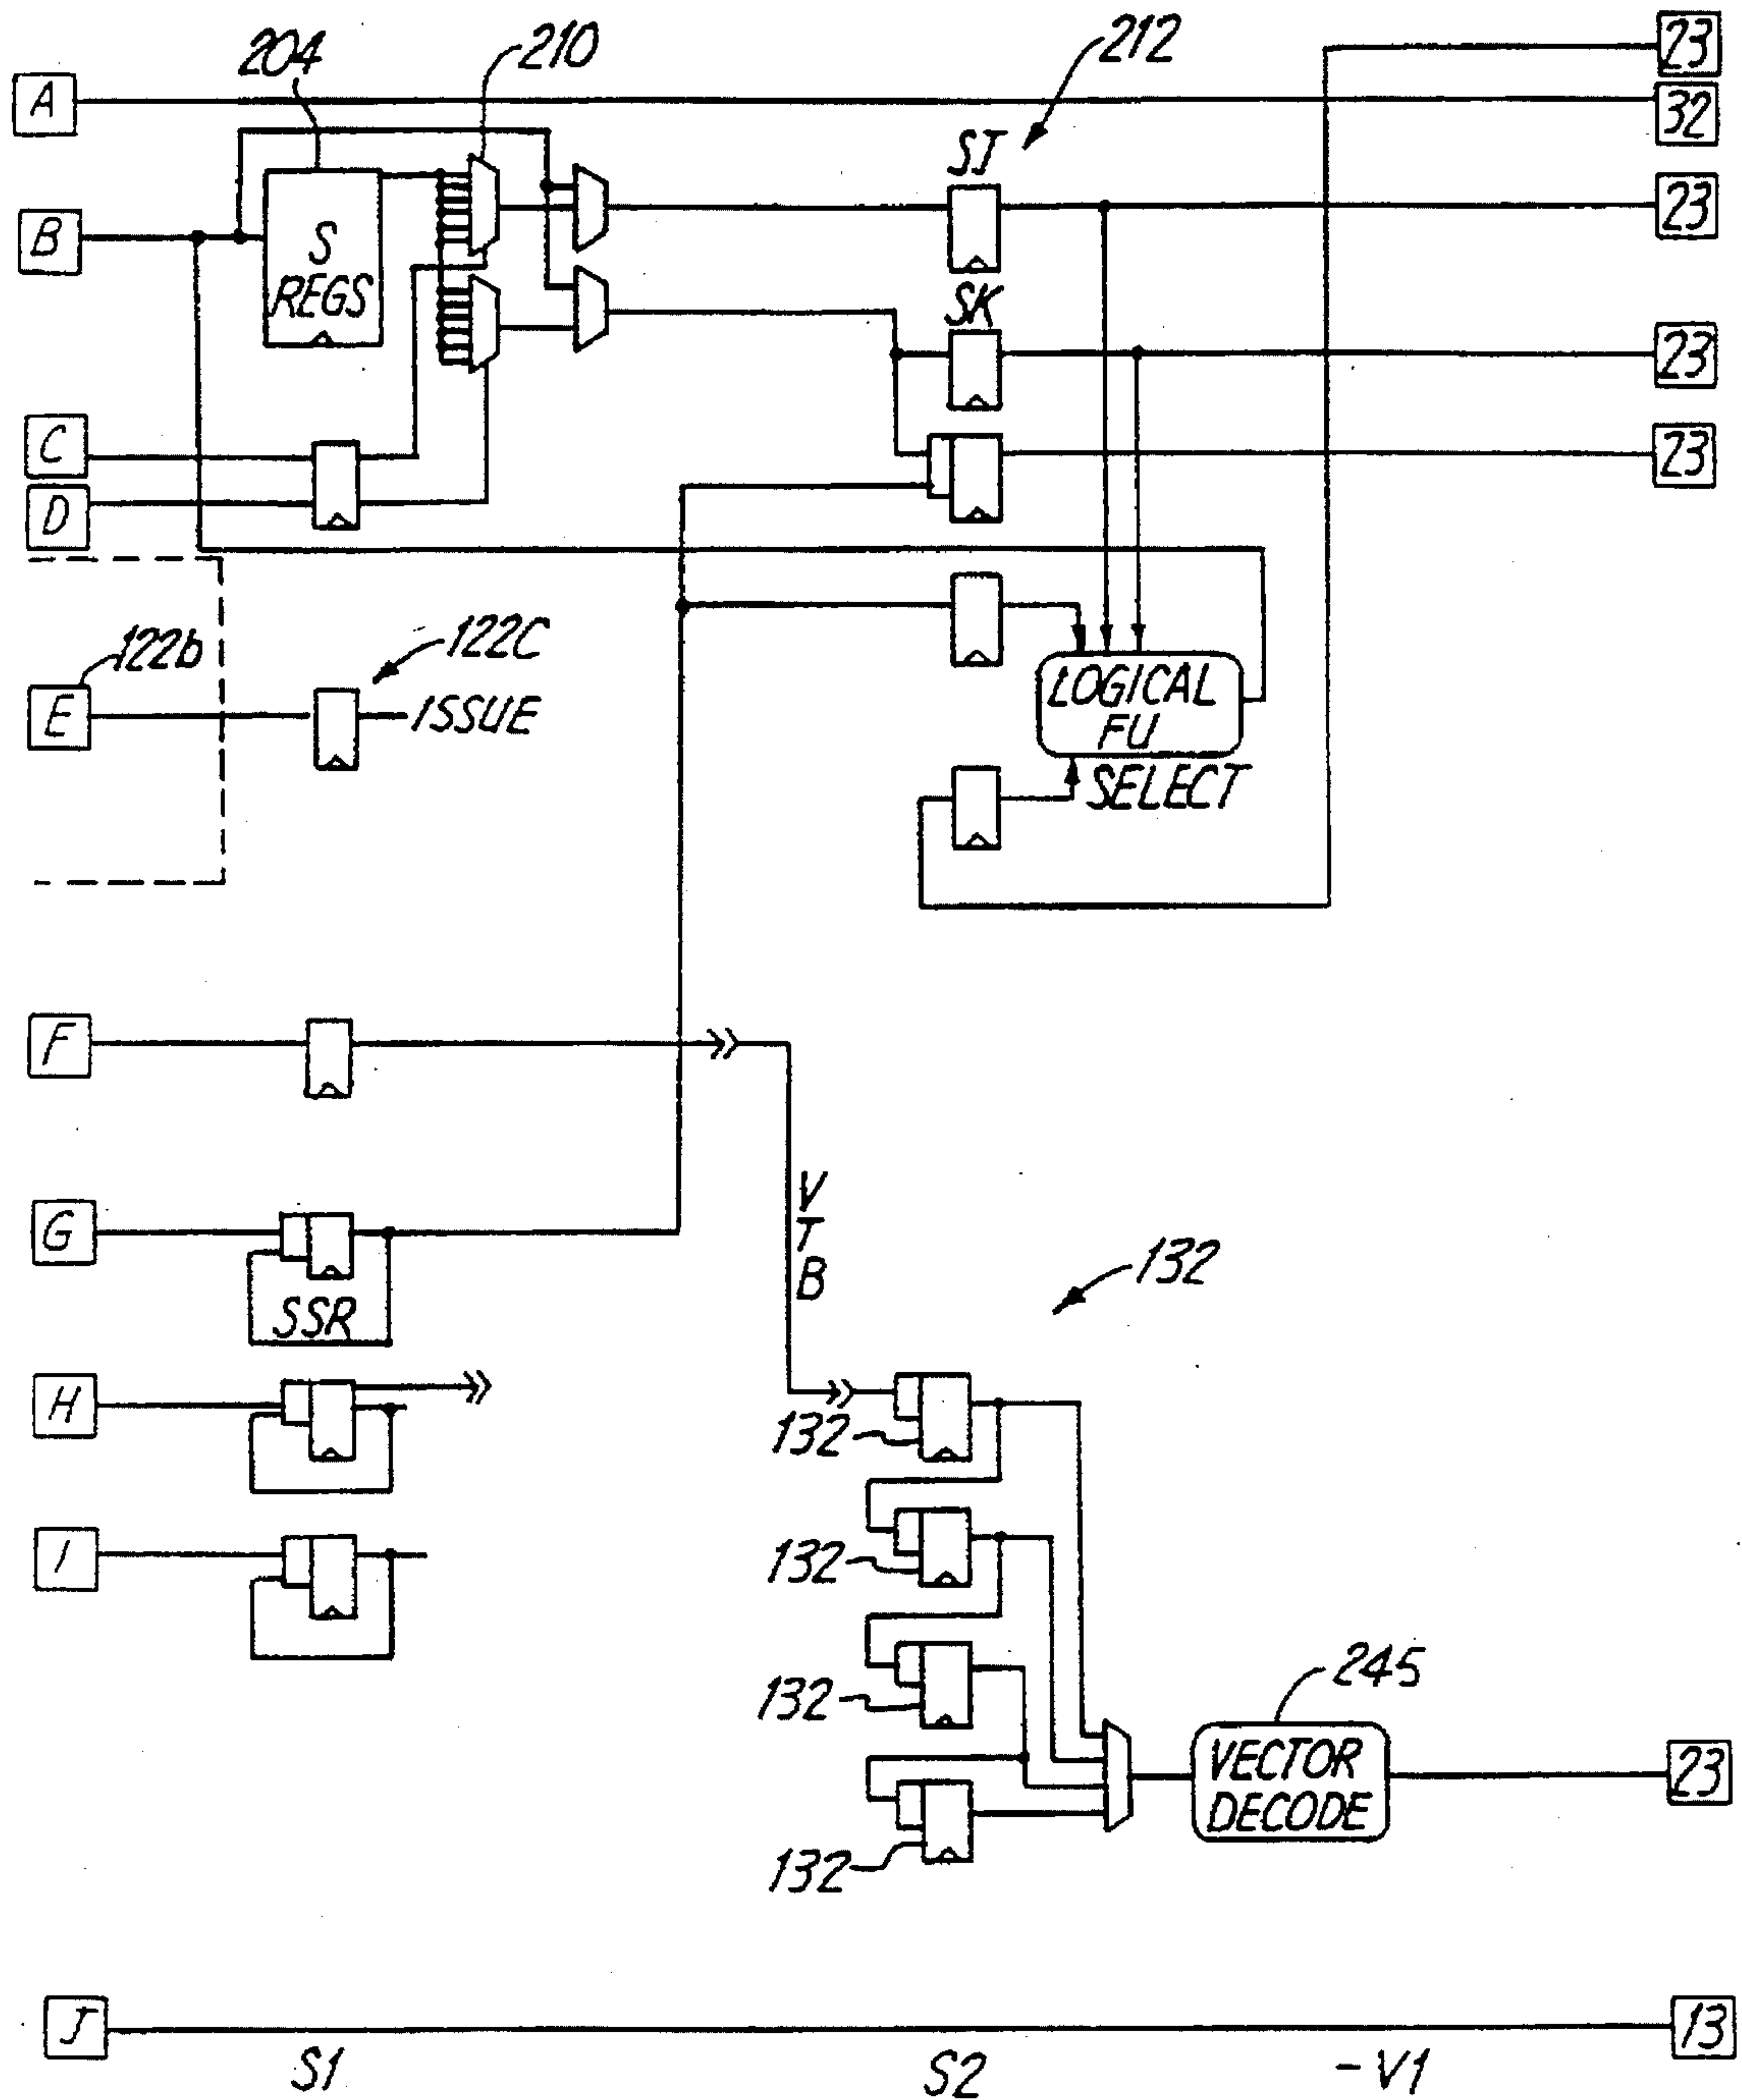 204
210
212
23
A
32
SJ
23
B
S
REGS
SK
23
C
23
D
122b
122C
E
ISSUE
LOGICAL
FU
SELECT
F
V
T
B
G
SSR
132
H
132
I
132
132
245
VECTOR
DECODE
23
132
J
13
S1
S2
-V1